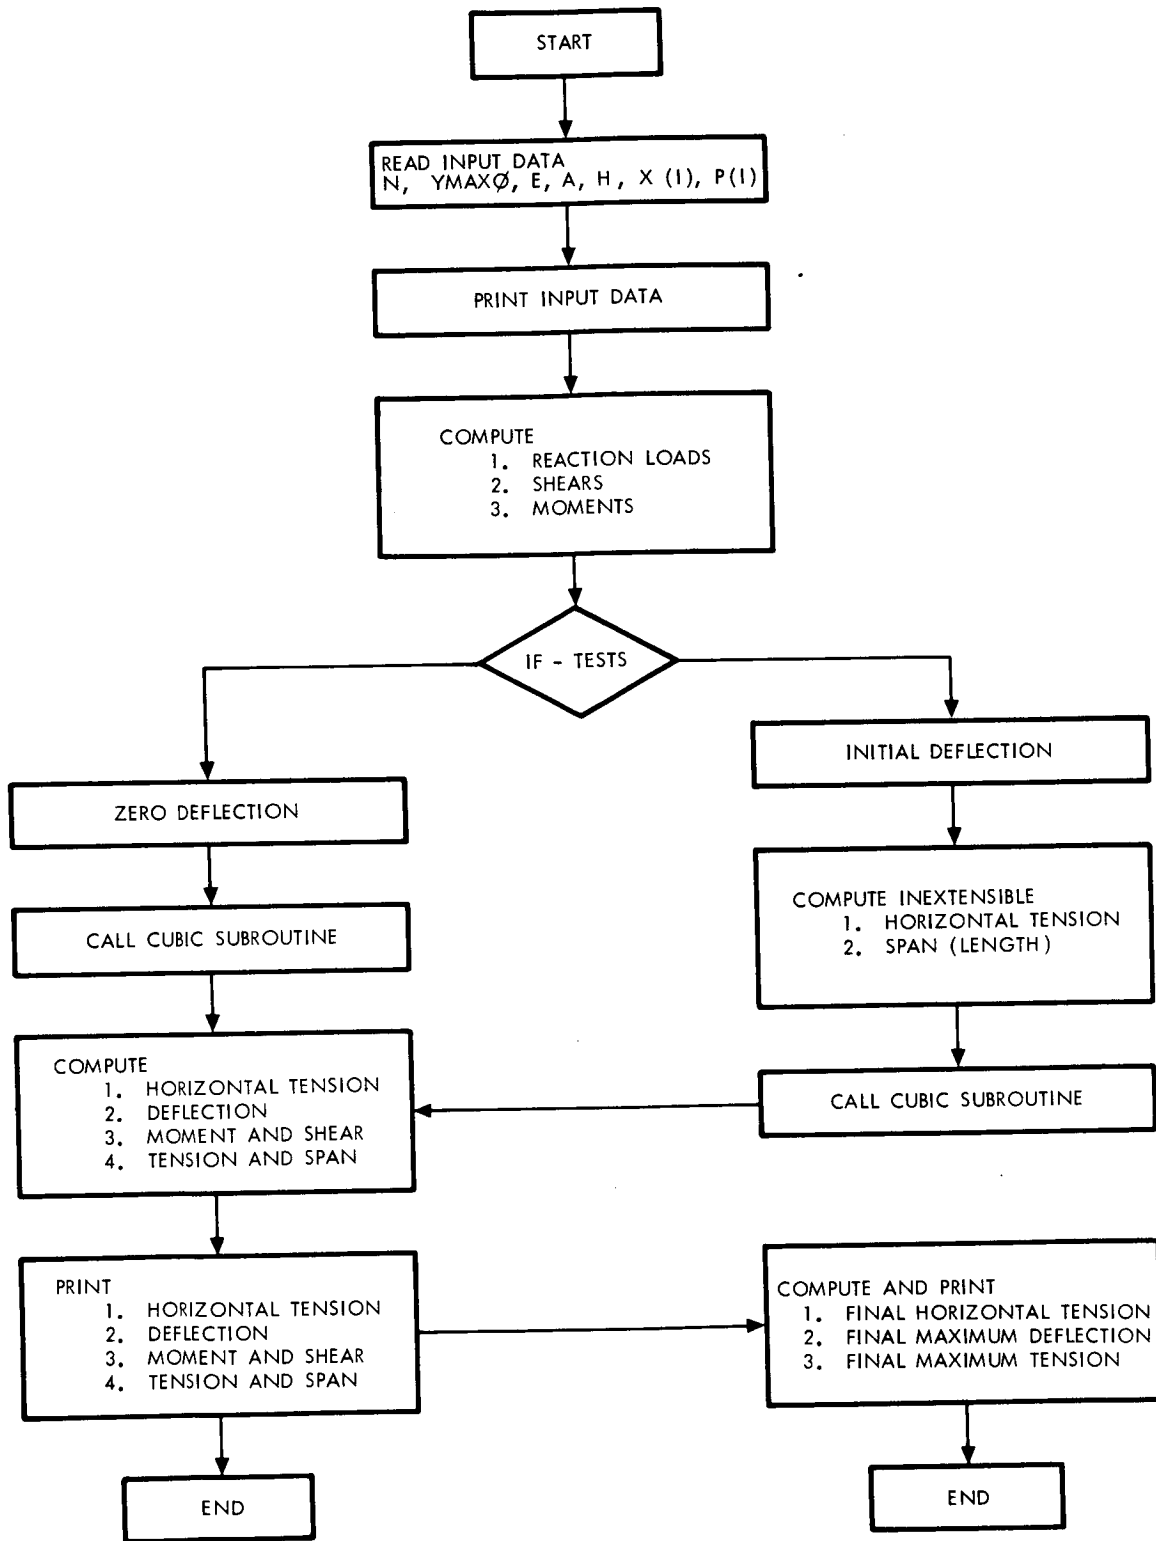 START
READ INPUT DATA
N, YMAXØ, E, A, H, X (I), P(I)
PRINT INPUT DATA
COMPUTE
1. REACTION LOADS
2. SHEARS
3. MOMENTS
IF - TESTS
INITIAL DEFLECTION
ZERO DEFLECTION
COMPUTE INEXTENSIBLE
1. HORIZONTAL TENSION
2. SPAN (LENGTH)
CALL CUBIC SUBROUTINE
COMPUTE
1. HORIZONTAL TENSION
2. DEFLECTION
3. MOMENT AND SHEAR
4. TENSION AND SPAN
CALL CUBIC SUBROUTINE
PRINT
1. HORIZONTAL TENSION
2. DEFLECTION
3. MOMENT AND SHEAR
4. TENSION AND SPAN
COMPUTE AND PRINT
1. FINAL HORIZONTAL TENSION
2. FINAL MAXIMUM DEFLECTION
3. FINAL MAXIMUM TENSION
END
END